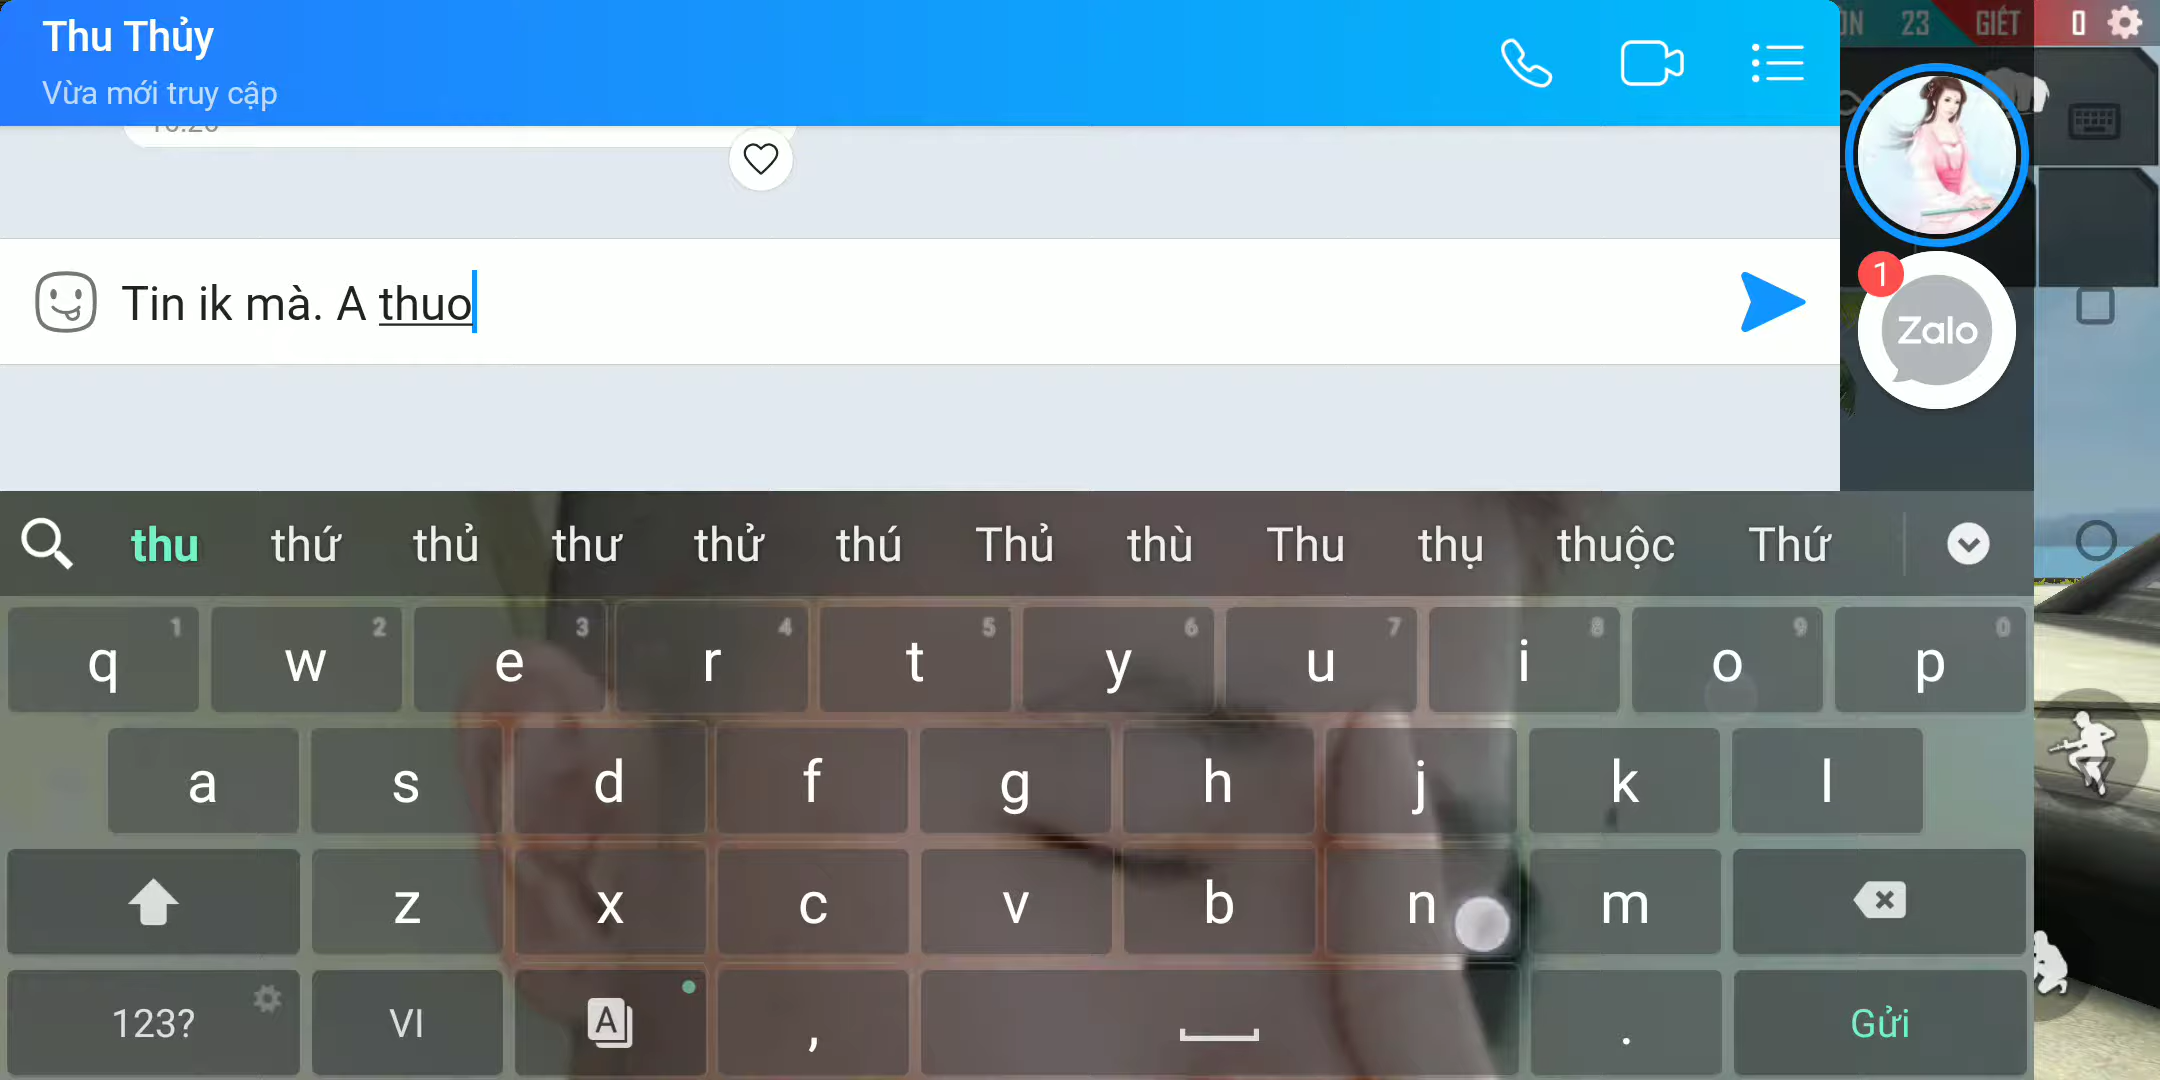 Thu Thủy
Vừa mới truy cập
23 GIẾT 0
Tin ik mà. A thuo
1
Zalo
thu thứ thủ thư thử thú Thủ thù Thu thụ thuộc Thứ
1 2 3 4 5 6 7 8 9 0
q w e r t y u i o p
a s d f g h j k l
z x c v b n m
123? VI A , . Gửi